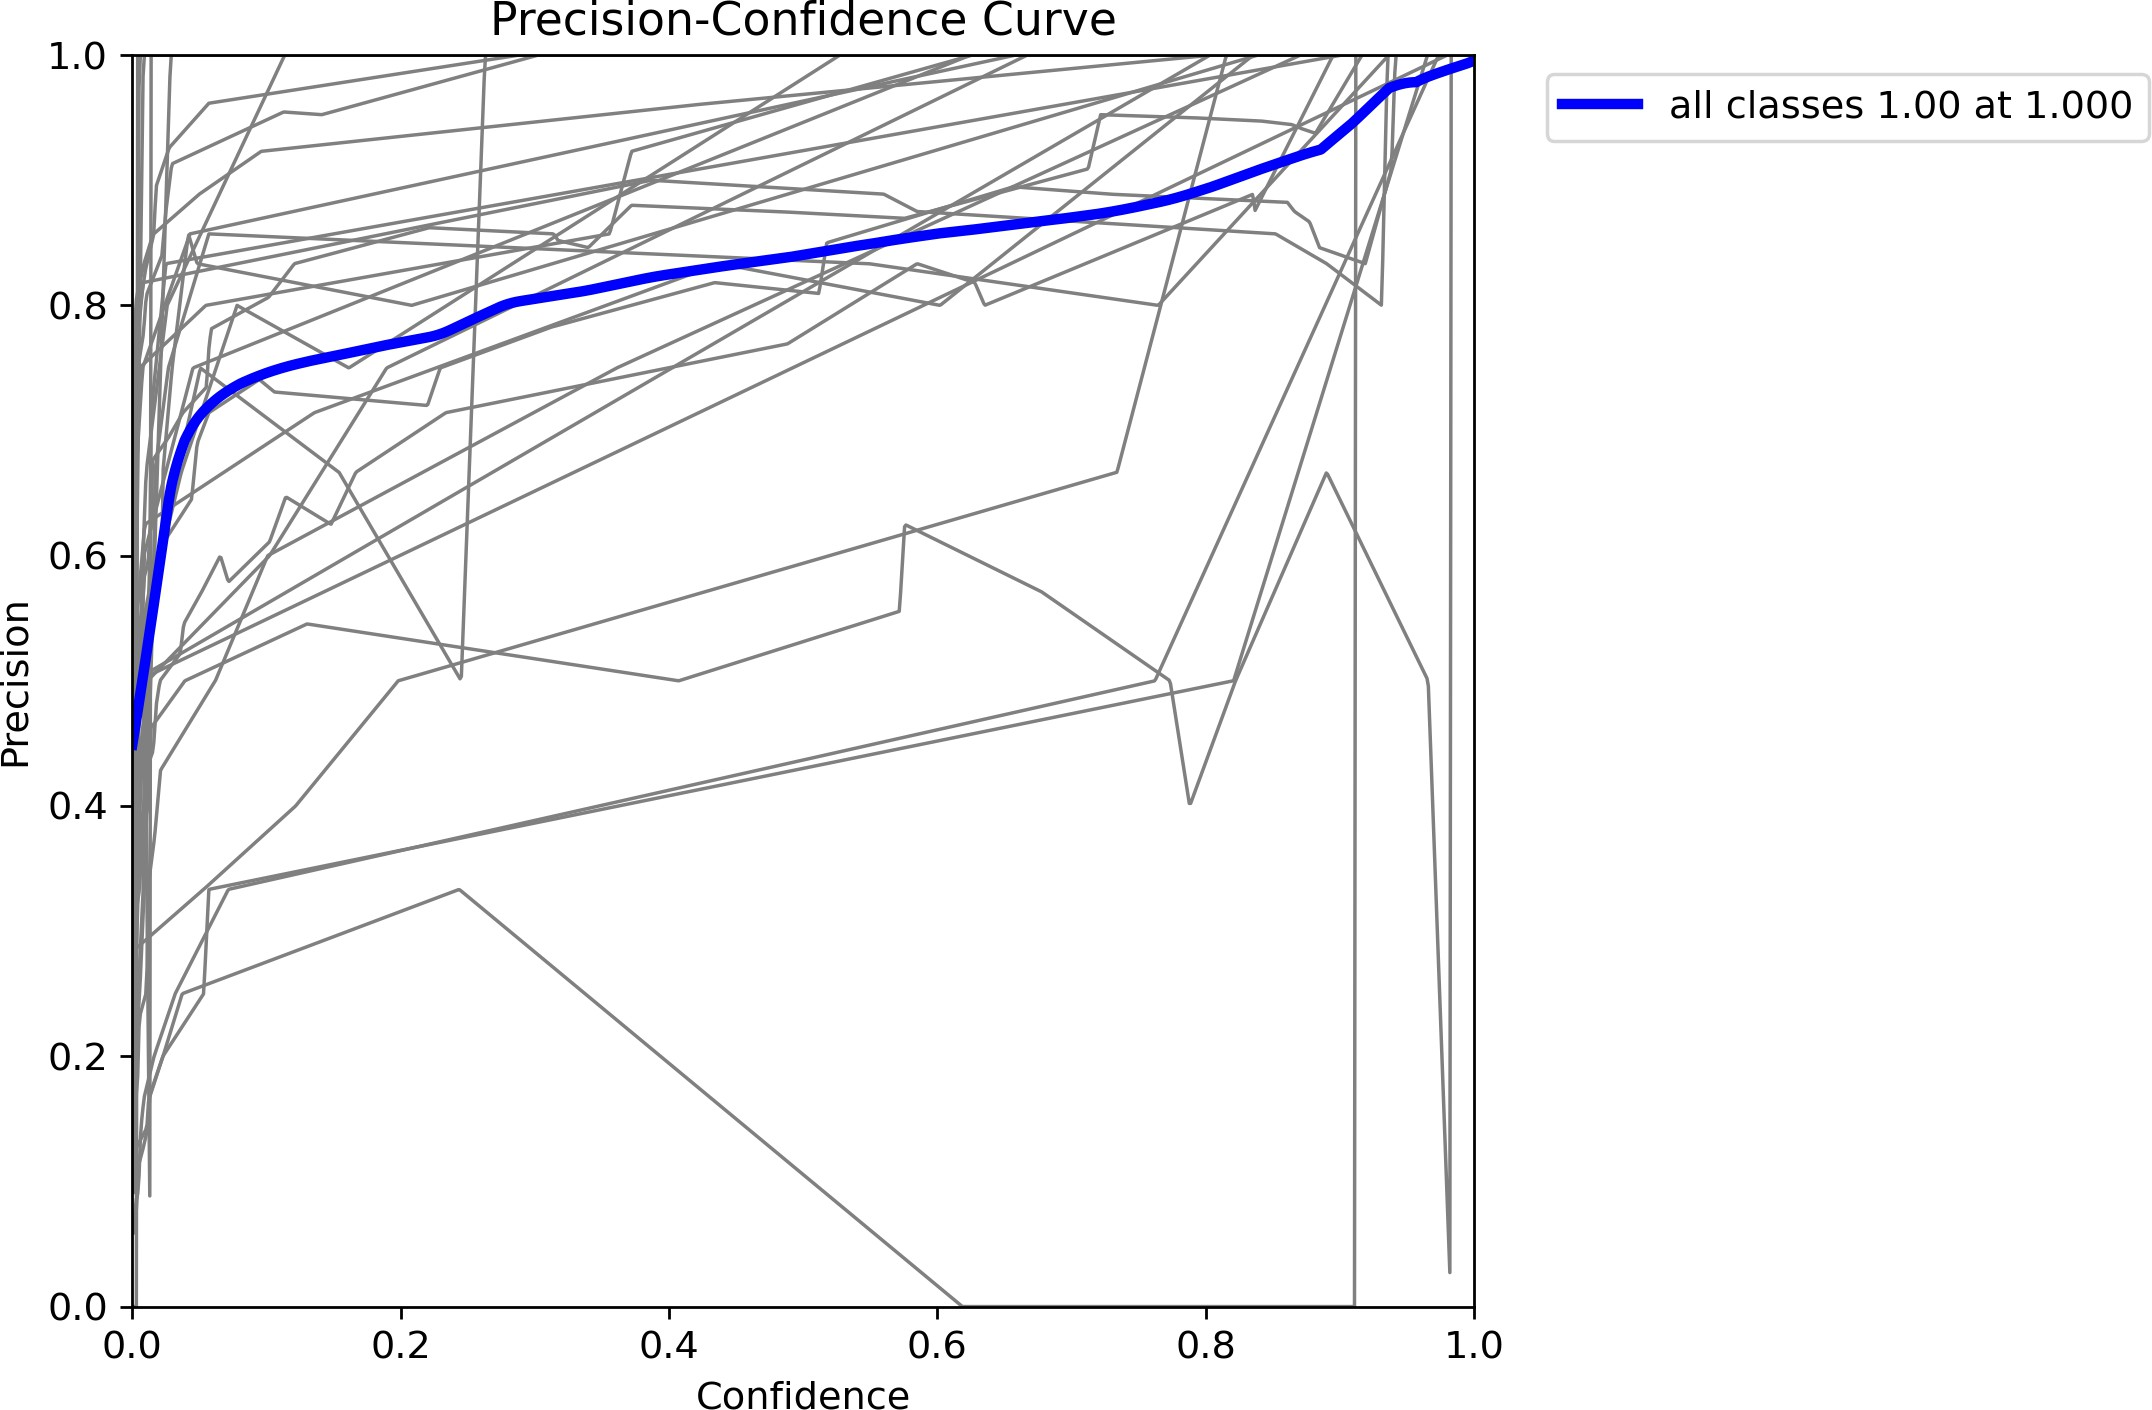 Precision-Confidence Curve
all classes 1.00 at 1.000
Precision
1.0
0.8
0.6
0.4
0.2
0.0
0.0 0.2 0.4 0.6 0.8 1.0
Confidence